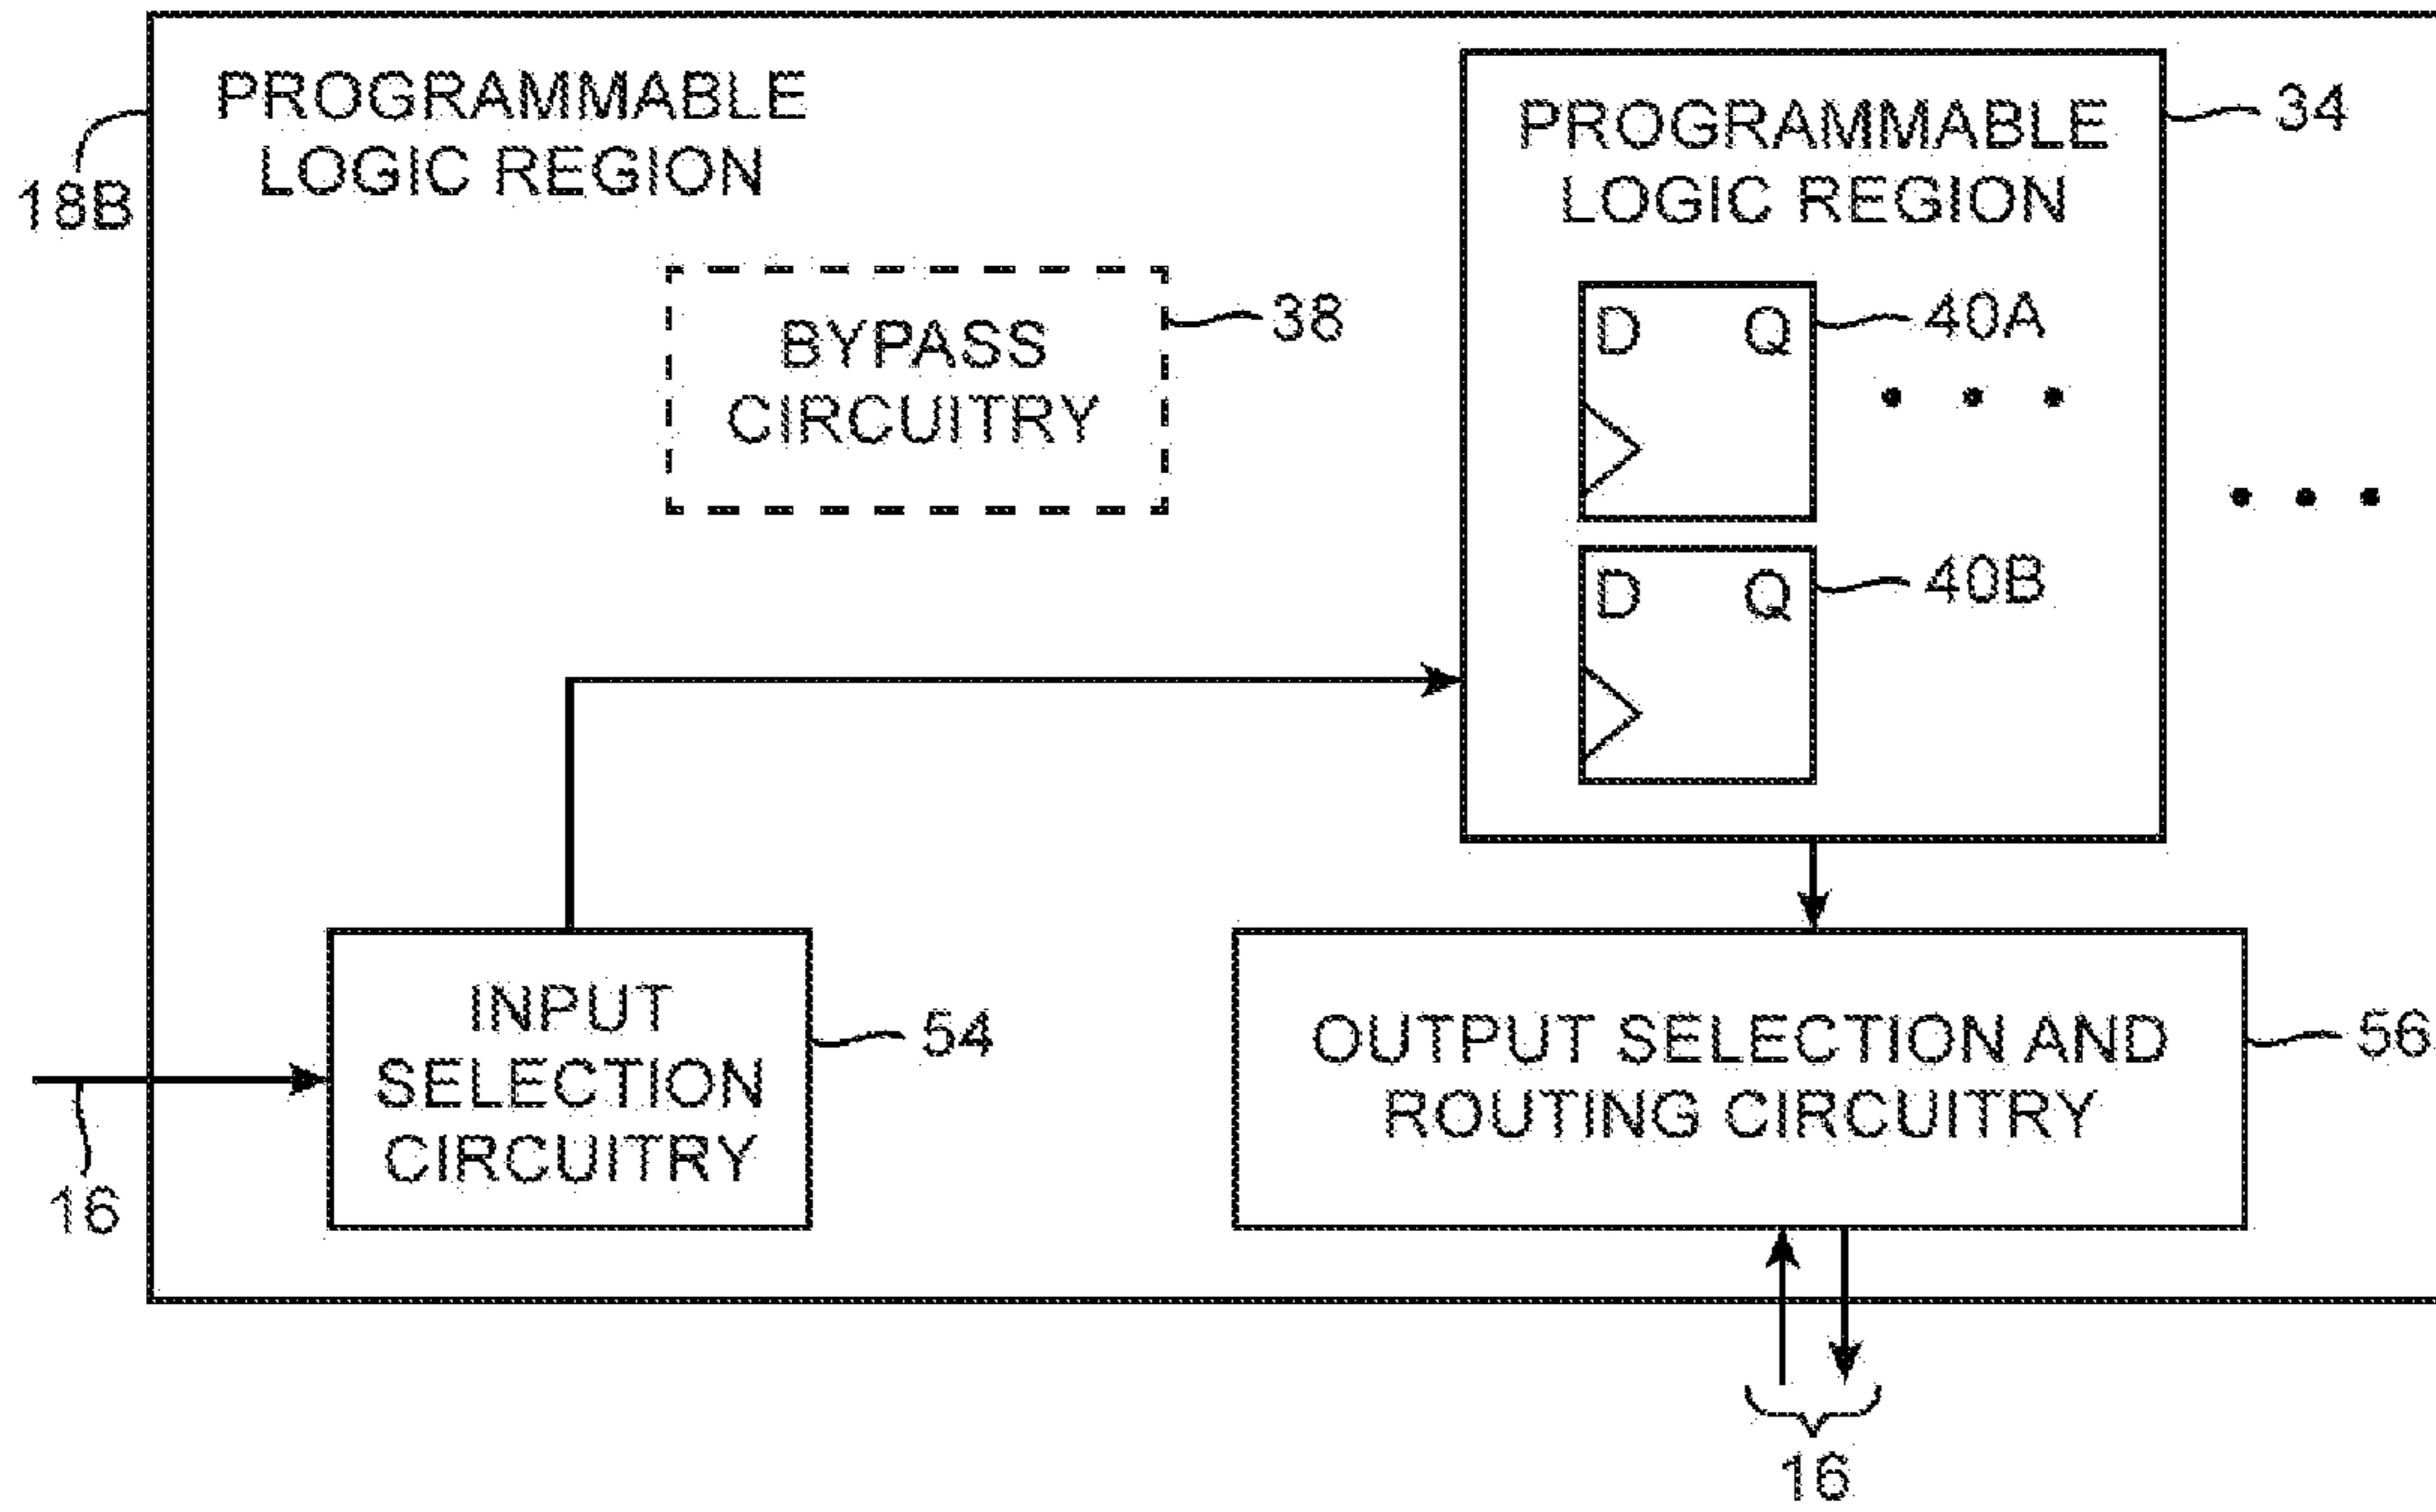 PROGRAMMABLE
LOGIC REGION
18B
PROGRAMMABLE
LOGIC REGION
34
BYPASS
CIRCUITRY
38
D Q
40A
D Q
40B
INPUT
SELECTION
CIRCUITRY
54
OUTPUT SELECTION AND
ROUTING CIRCUITRY
56
16
16